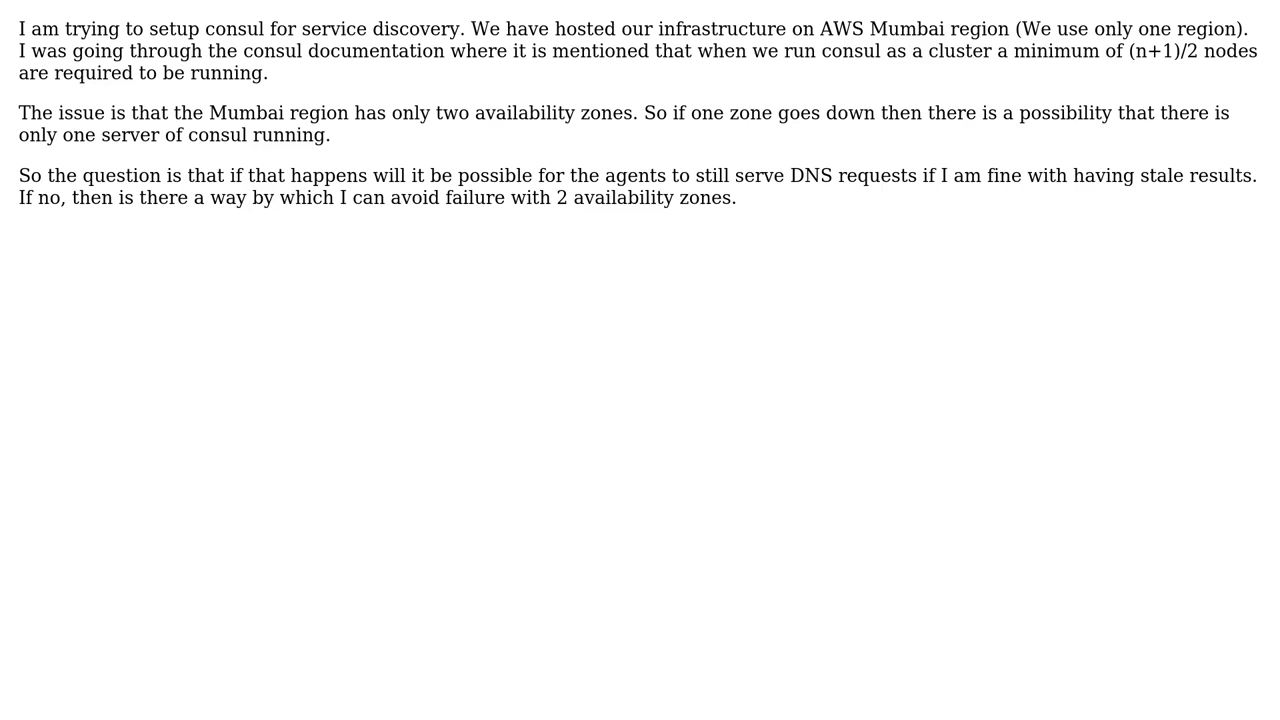 I am trying to setup consul for service discovery. We have hosted our infrastructure on AWS Mumbai region (We use only one region).
I was going through the consul documentation where it is mentioned that when we run consul as a cluster a minimum of (n+1)/2 nodes
are required to be running.
The issue is that the Mumbai region has only two availability zones. So if one zone goes down then there is a possibility that there is
only one server of consul running.
So the question is that if that happens will it be possible for the agents to still serve DNS requests if I am fine with having stale results.
If no, then is there a way by which I can avoid failure with 2 availability zones.